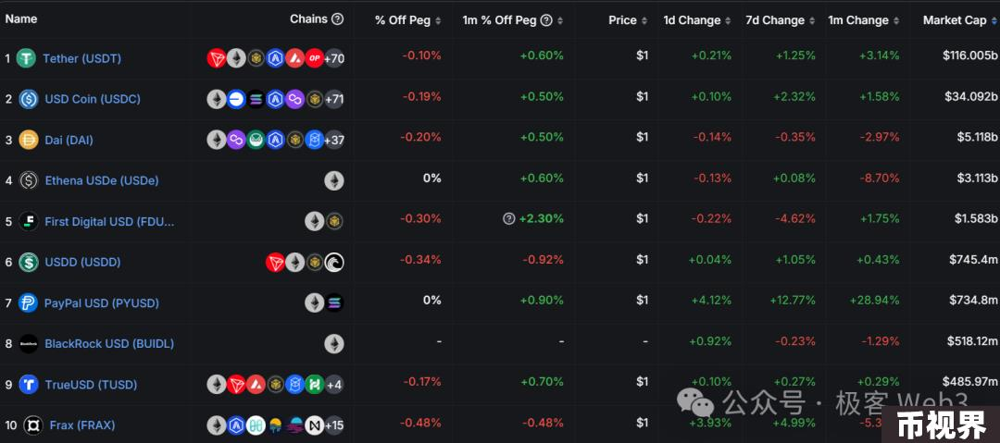 Name Chains ? % Off Peg 1m % Off Peg ? Price 1d Change 7d Change 1m Change Market Cap
1 Tether (USDT) OP +70 -0.10% +0.60% $1 +0.21% +1.25% +3.14% $116.005b
2 USD Coin (USDC) +71 -0.19% +0.50% $1 +0.10% +2.32% +1.58% $34.092b
3 Dai (DAI) +37 -0.20% +0.50% $1 -0.14% -0.35% -2.97% $5.118b
4 Ethena USDe (USDe) 0% +0.60% $1 -0.13% +0.08% -8.70% $3.113b
5 First Digital USD (FDU... -0.30% ? +2.30% $1 -0.22% -4.62% +1.75% $1.583b
6 USDD (USDD) -0.34% -0.92% $1 +0.04% +1.05% +0.43% $745.4m
7 PayPal USD (PYUSD) 0% +0.90% $1 +4.12% +12.77% +28.94% $734.8m
8 BlackRock USD (BUIDL) - - - +0.92% -0.23% -1.29% $518.12m
9 TrueUSD (TUSD) +4 -0.17% +0.70% $1 +0.10% +0.27% +0.29% $485.97m
公众号 · 极客 Web3
10 Frax (FRAX) +15 -0.48% -0.48% $1 +3.93% +4.99%
币视界